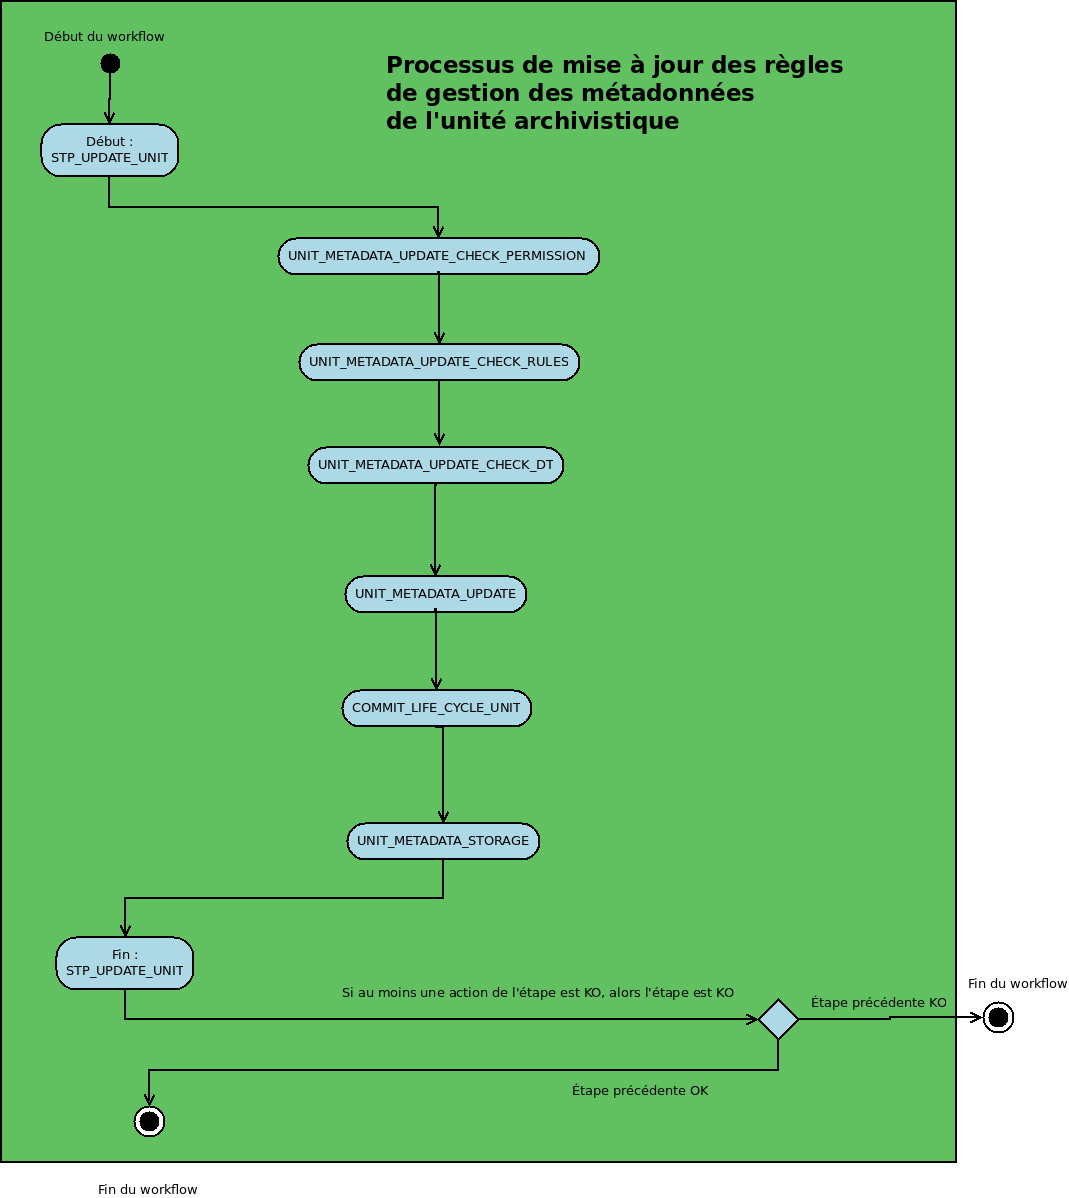 Début du workflow
Processus de mise à jour des règles
de gestion des métadonnées
de l'unité archivistique
Début :
STP_UPDATE_UNIT
UNIT_METADATA_UPDATE_CHECK_PERMISSION
UNIT_METADATA_UPDATE_CHECK_RULES
UNIT_METADATA_UPDATE_CHECK_DT
UNIT_METADATA_UPDATE
COMMIT_LIFE_CYCLE_UNIT
UNIT_METADATA_STORAGE
Fin :
STP_UPDATE_UNIT
Si au moins une action de l'étape est KO, alors l'étape est KO
Étape précédente KO
Fin du workflow
Étape précédente OK
Fin du workflow